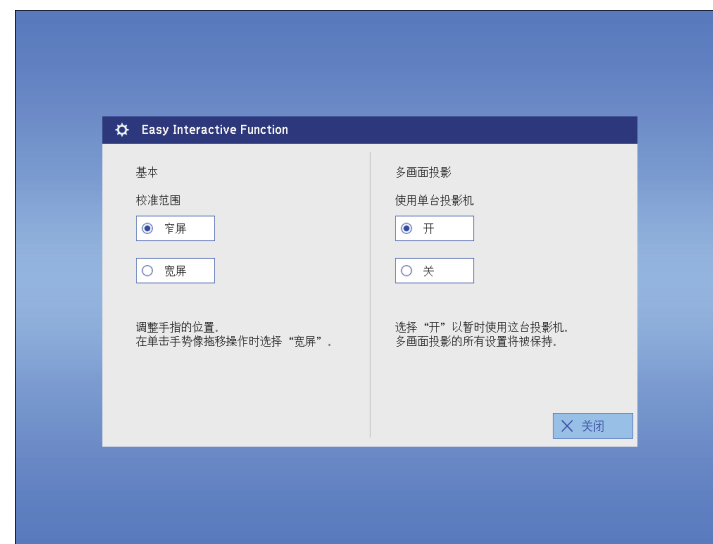 Easy Interactive Function
基本
校准范围
窄屏
宽屏
调整手指的位置.
在单击手势像拖移操作时选择“宽屏”.
多画面投影
使用单台投影机
开
关
选择“开”以暂时使用这台投影机.
多画面投影的所有设置将被保持.
关闭